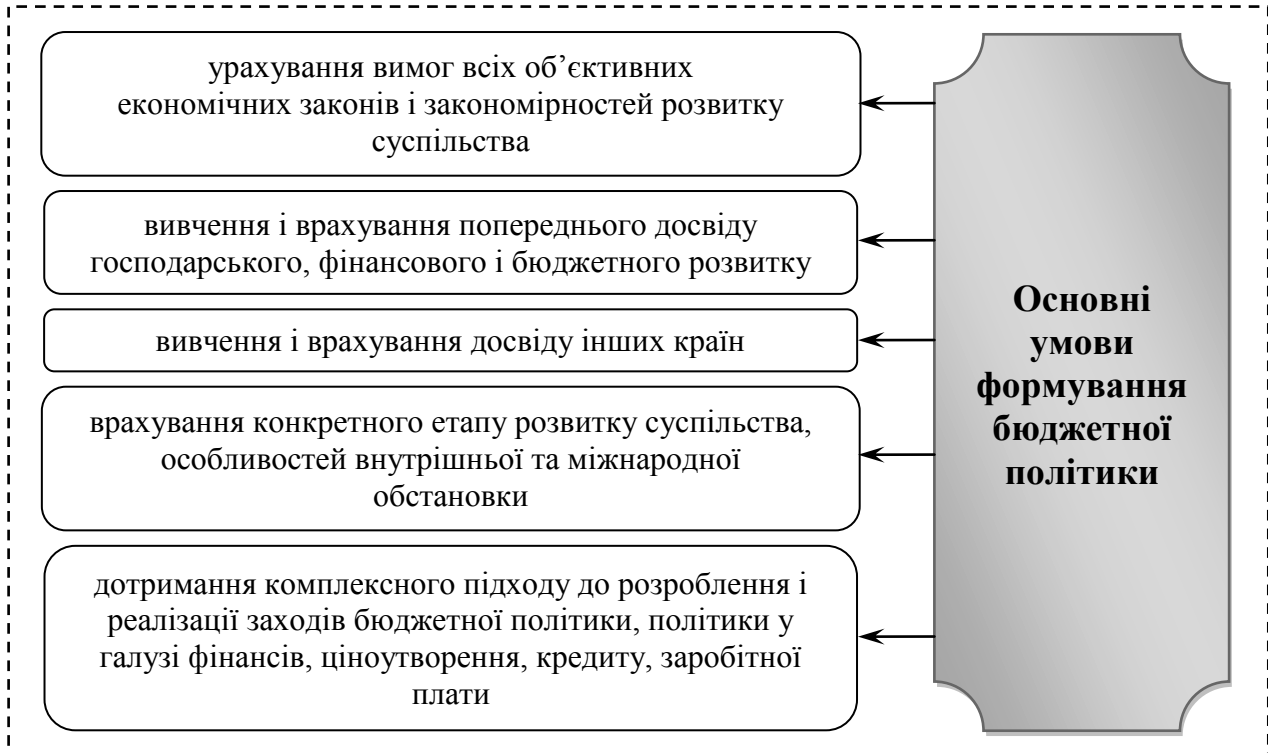 урахування вимог всіх об’єктивних
економічних законів і закономірностей розвитку
суспільства
вивчення і врахування попереднього досвіду
господарського, фінансового і бюджетного розвитку
вивчення і врахування досвіду інших країн
врахування конкретного етапу розвитку суспільства,
особливостей внутрішньої та міжнародної
обстановки
дотримання комплексного підходу до розроблення і
реалізації заходів бюджетної політики, політики у
галузі фінансів, ціноутворення, кредиту, заробітної
плати
Основні
умови
формування
бюджетної
політики